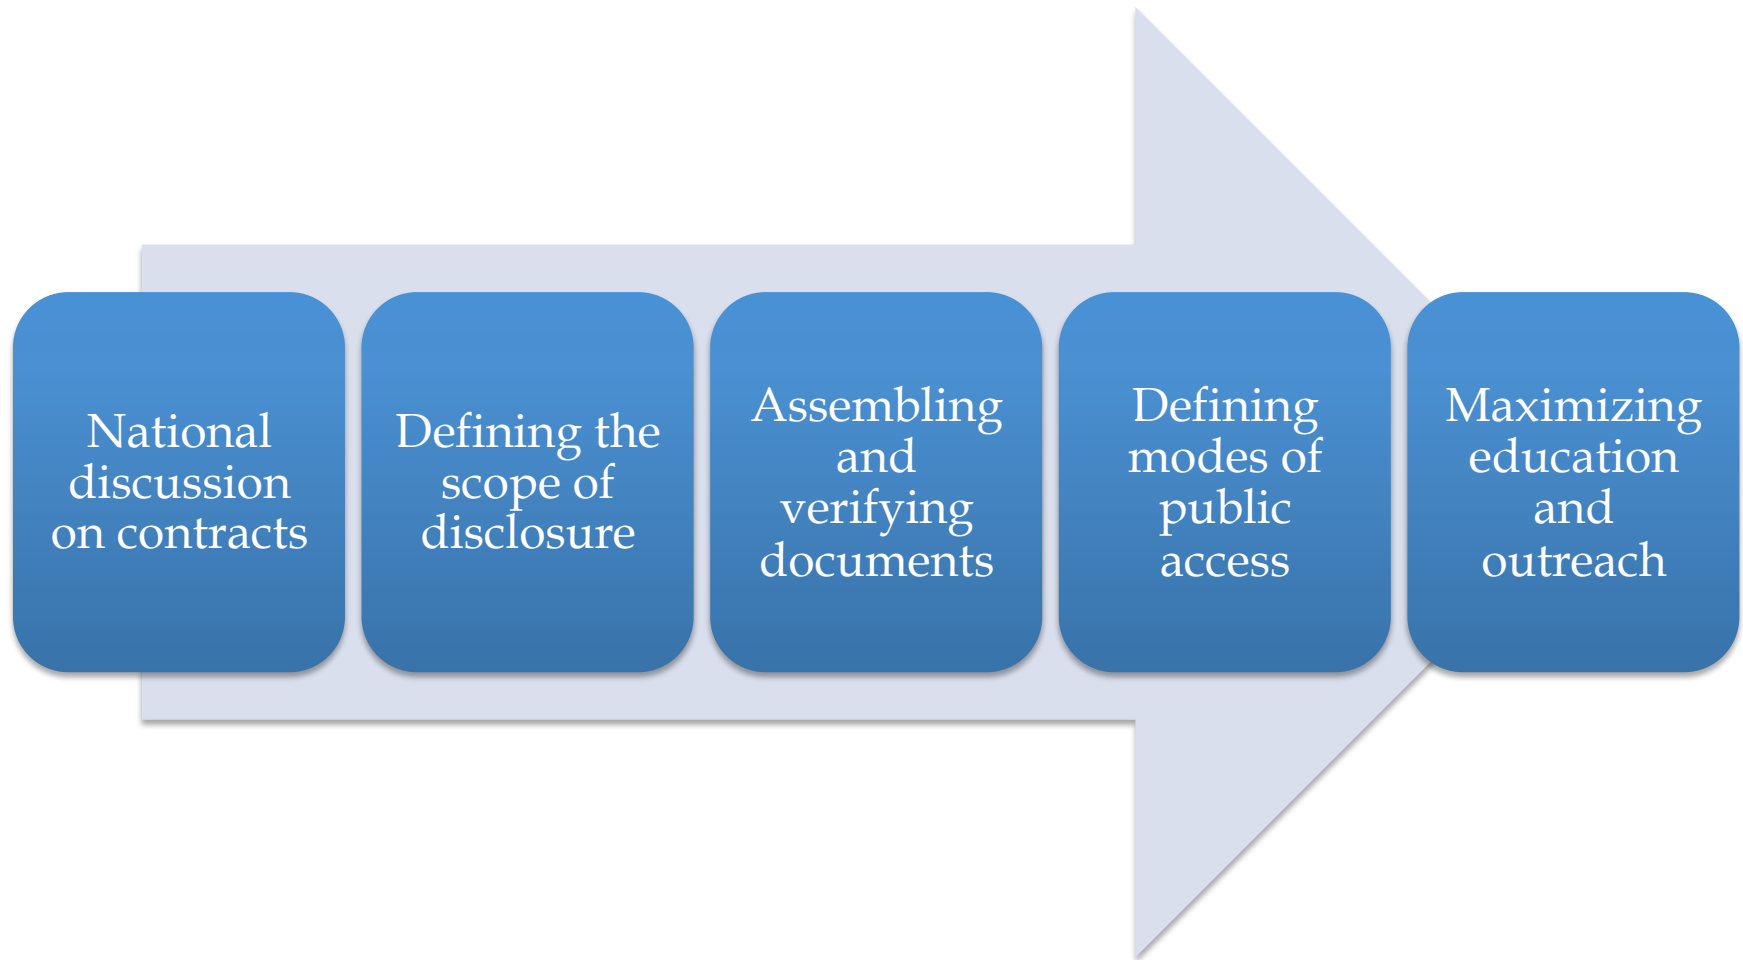 National
discussion
on contracts
Defining the
scope of
disclosure
Assembling
and
verifying
documents
Defining
modes of
public
access
Maximizing
education
and
outreach